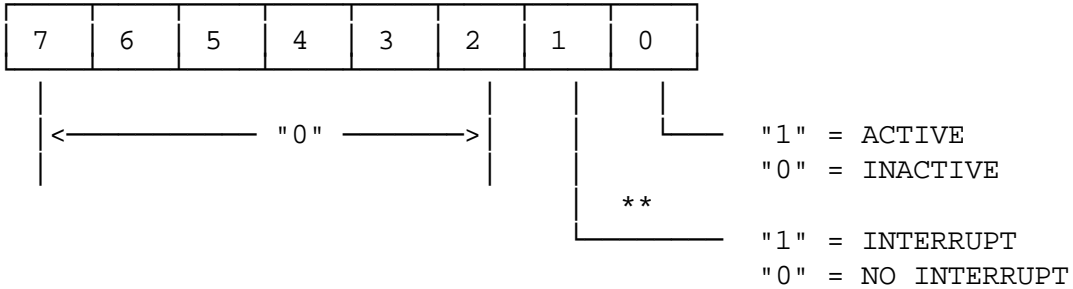 7 6 5 4 3 2 1 0
< "0" > "1" = ACTIVE
"0" = INACTIVE
**
"1" = INTERRUPT
"0" = NO INTERRUPT